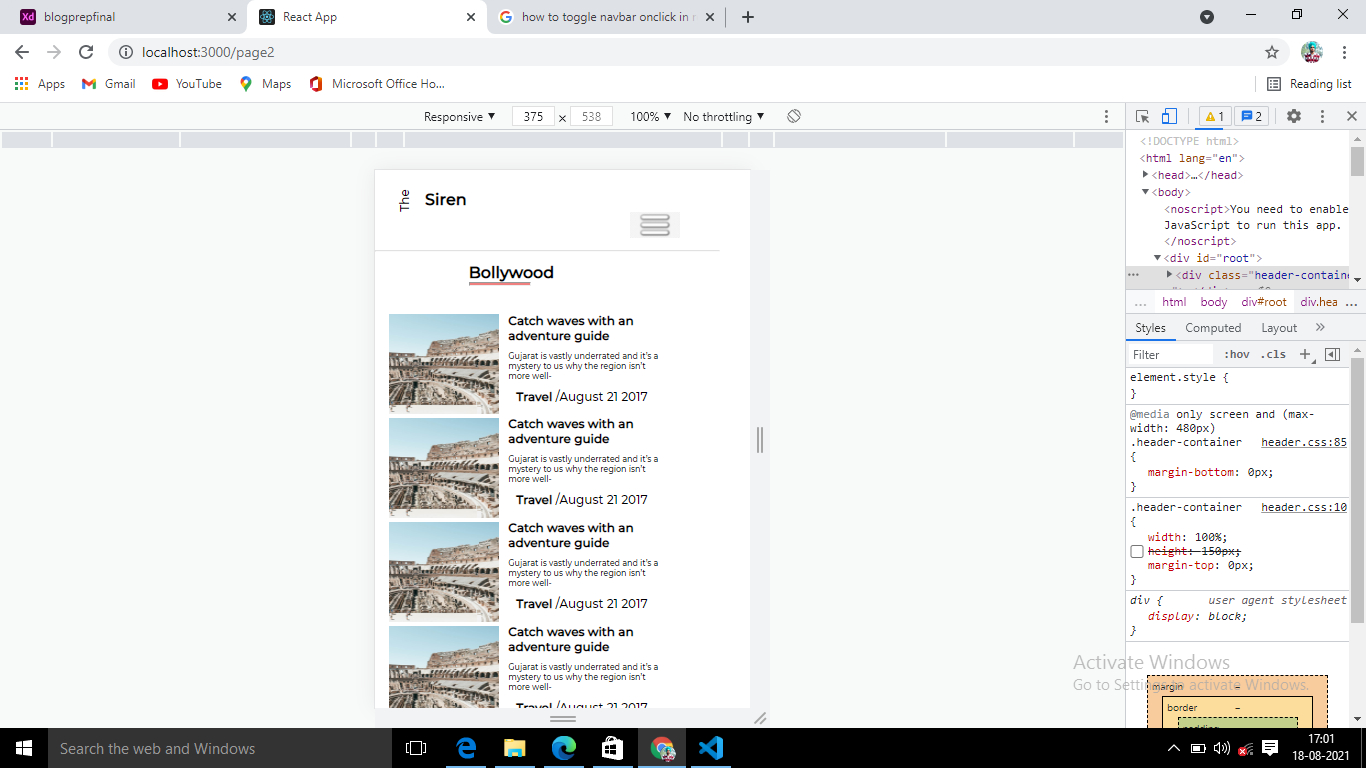 blogprepfinal
React App
how to toggle navbar onclick in r
localhost:3000/page2
Apps
Gmail
YouTube
Maps
Microsoft Office Ho...
Reading list
Responsive ▼
375
x
538
100% ▼
No throttling ▼
1
2
The
Siren
Bollywood
Catch waves with an
adventure guide
Gujarat is vastly underrated and it's a
mystery to us why the region isn't
more well-
Travel /August 21 2017
Catch waves with an
adventure guide
Gujarat is vastly underrated and it's a
mystery to us why the region isn't
more well-
Travel /August 21 2017
Catch waves with an
adventure guide
Gujarat is vastly underrated and it's a
mystery to us why the region isn't
more well-
Travel /August 21 2017
Catch waves with an
adventure guide
Gujarat is vastly underrated and it's a
mystery to us why the region isn't
more well-
Travel /August 21 2017
<!DOCTYPE html>
<html lang="en">
<head>…</head>
<body>
<noscript>You need to enable
JavaScript to run this app.
</noscript>
<div id="root">
<div class="header-containe
... html body div#root div.hea ...
Styles Computed Layout »
Filter :hov .cls +
element.style {
}
@media only screen and (max-
width: 480px)
.header-container header.css:85
{
margin-bottom: 0px;
}
.header-container header.css:10
{
width: 100%;
height: 150px;
margin-top: 0px;
}
div { user agent stylesheet
display: block;
}
Activate Windows
Go to Settings to activate Windows.
margin –
border –
padding
Search the web and Windows
17:01
18-08-2021